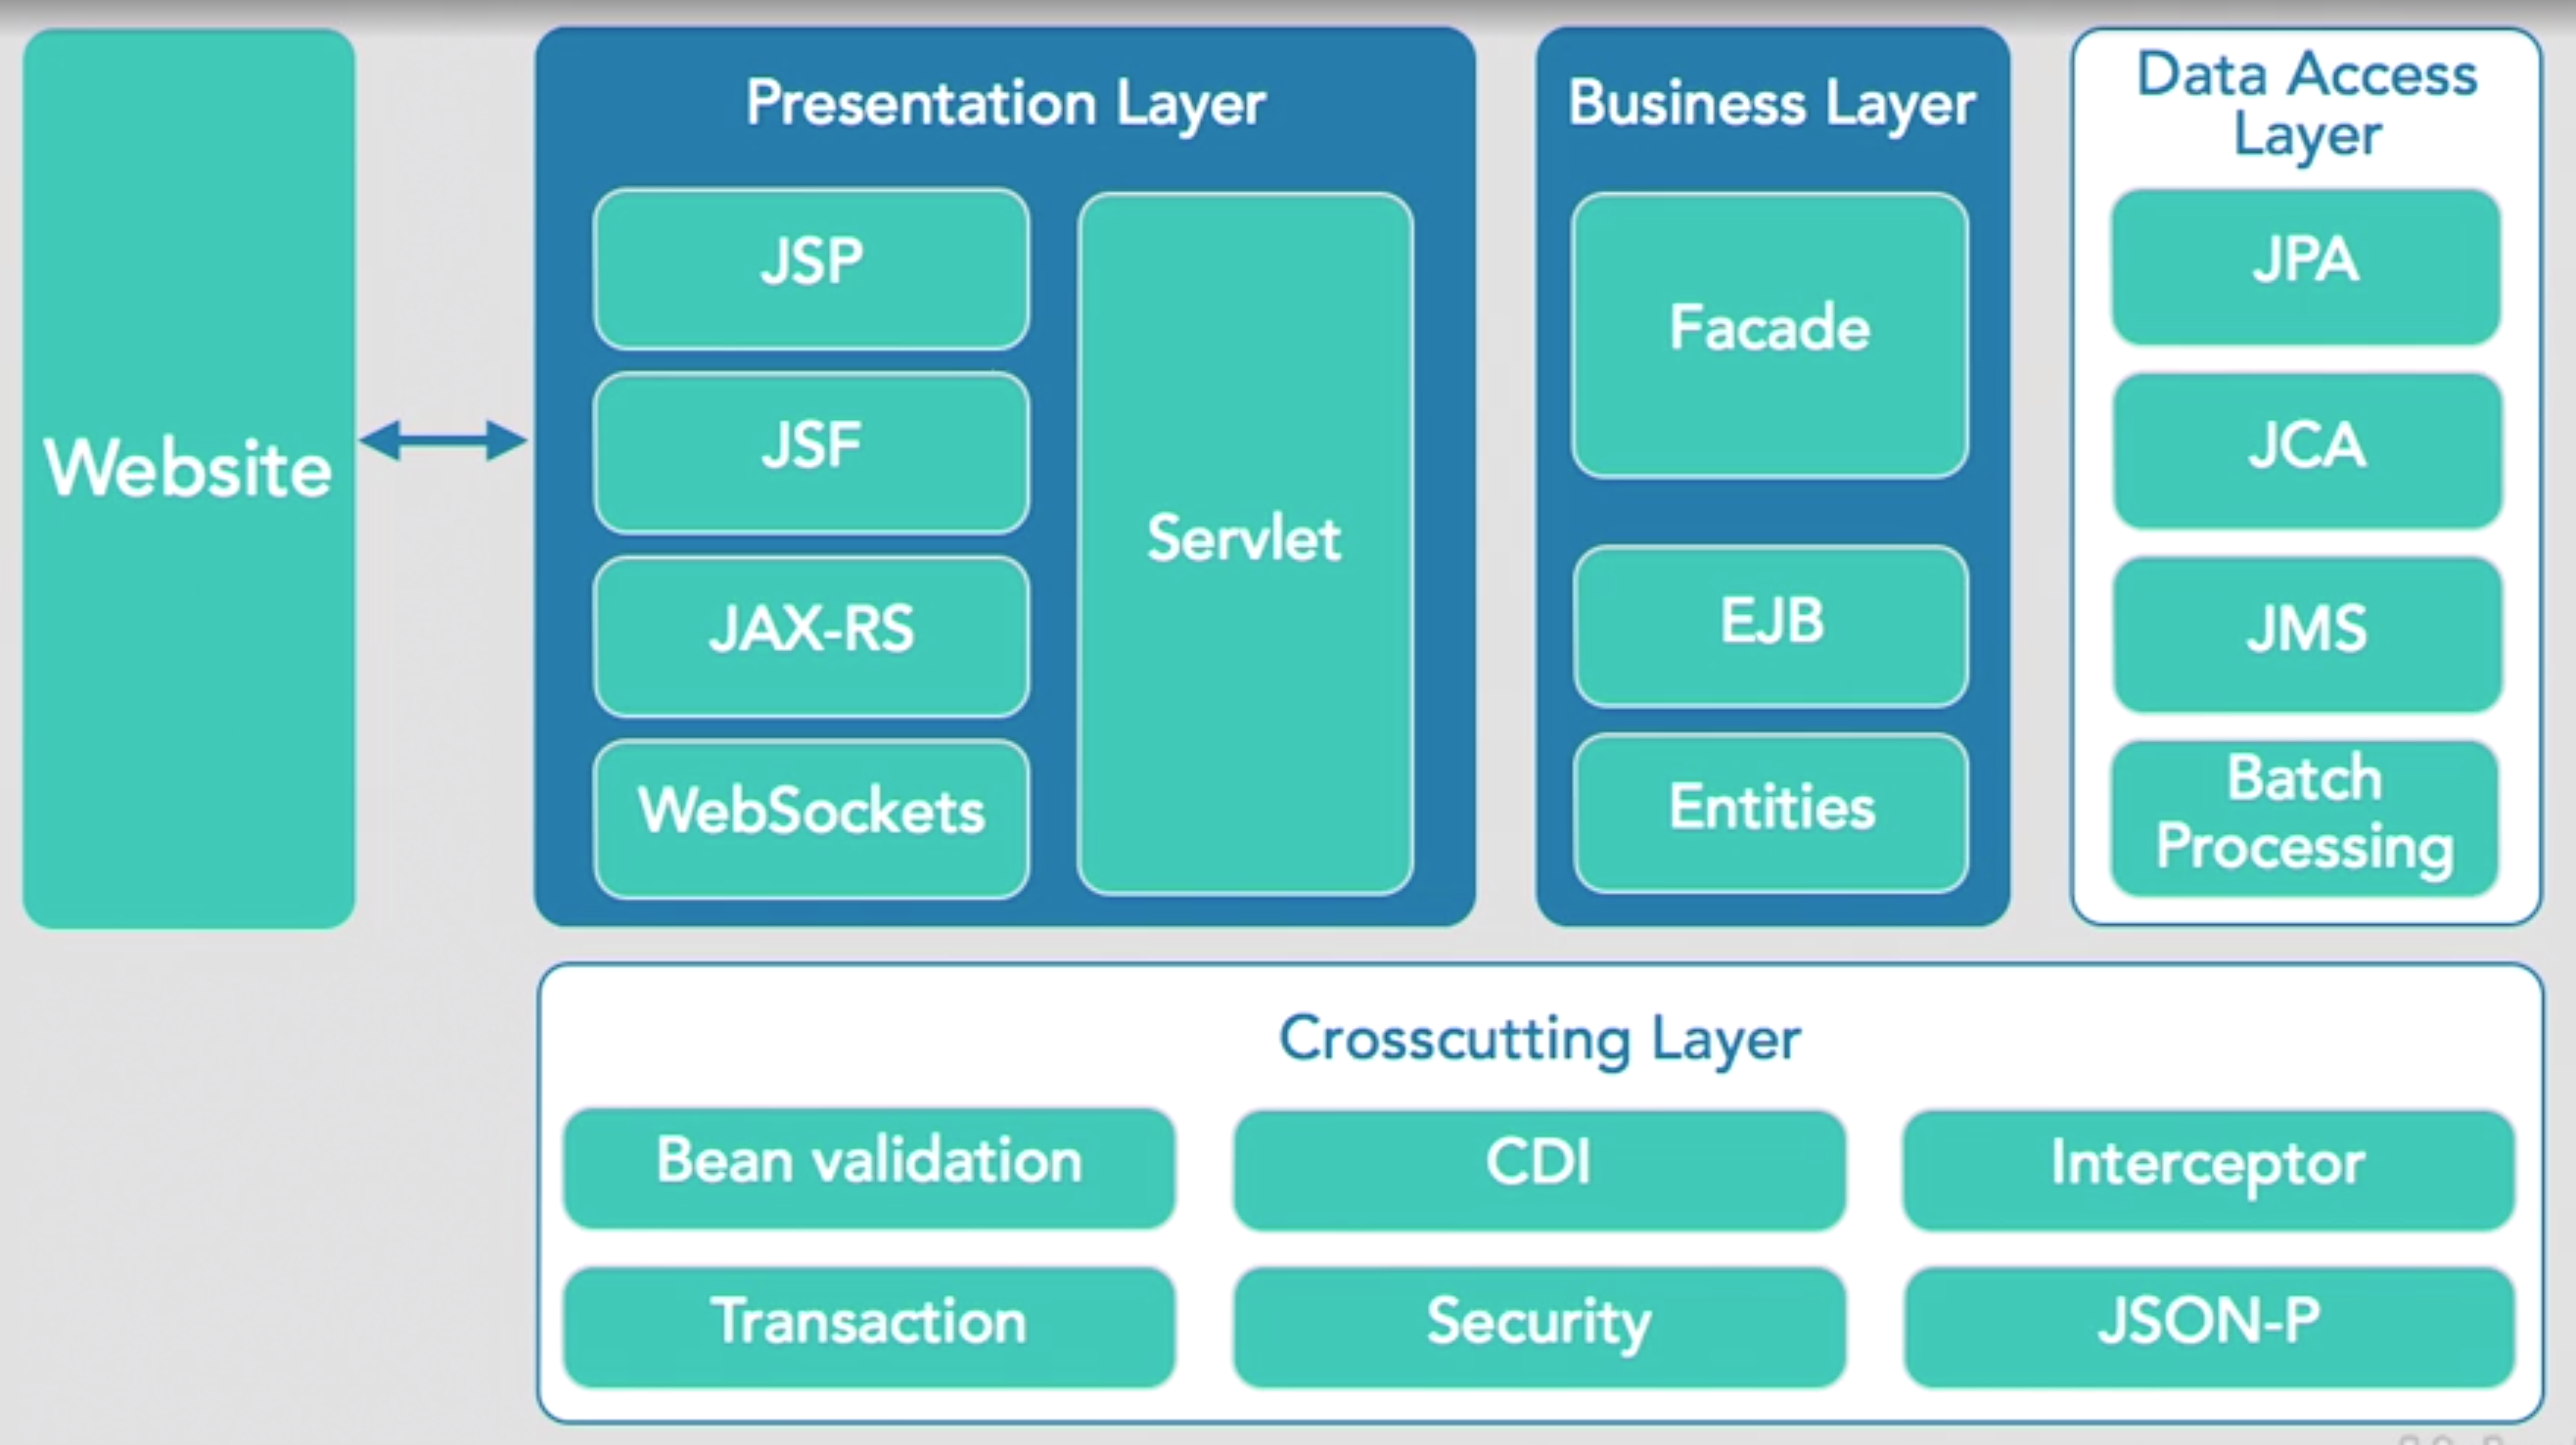 Website
Presentation Layer
JSP
JSF
JAX-RS
WebSockets
Servlet
Business Layer
Facade
EJB
Entities
Data Access
Layer
JPA
JCA
JMS
Batch
Processing
Crosscutting Layer
Bean validation
CDI
Interceptor
Transaction
Security
JSON-P